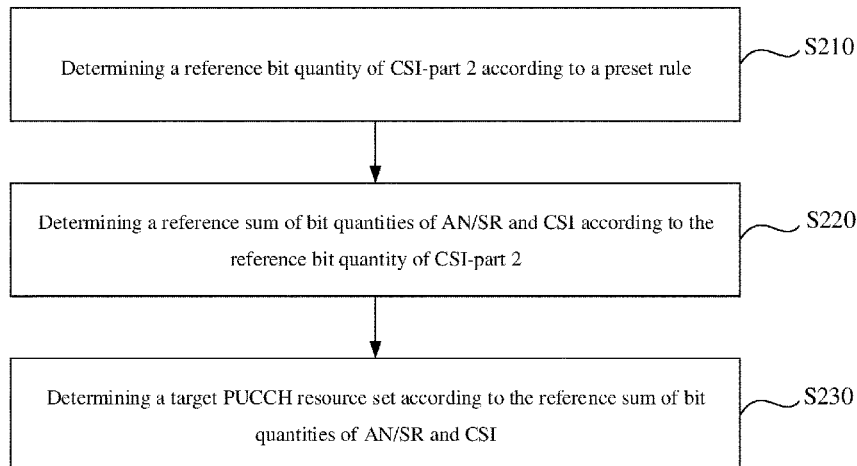 Determining a reference bit quantity of CSI-part 2 according to a preset rule
S210
Determining a reference sum of bit quantities of AN/SR and CSI according to the
reference bit quantity of CSI-part 2
S220
Determining a target PUCCH resource set according to the reference sum of bit
quantities of AN/SR and CSI
S230